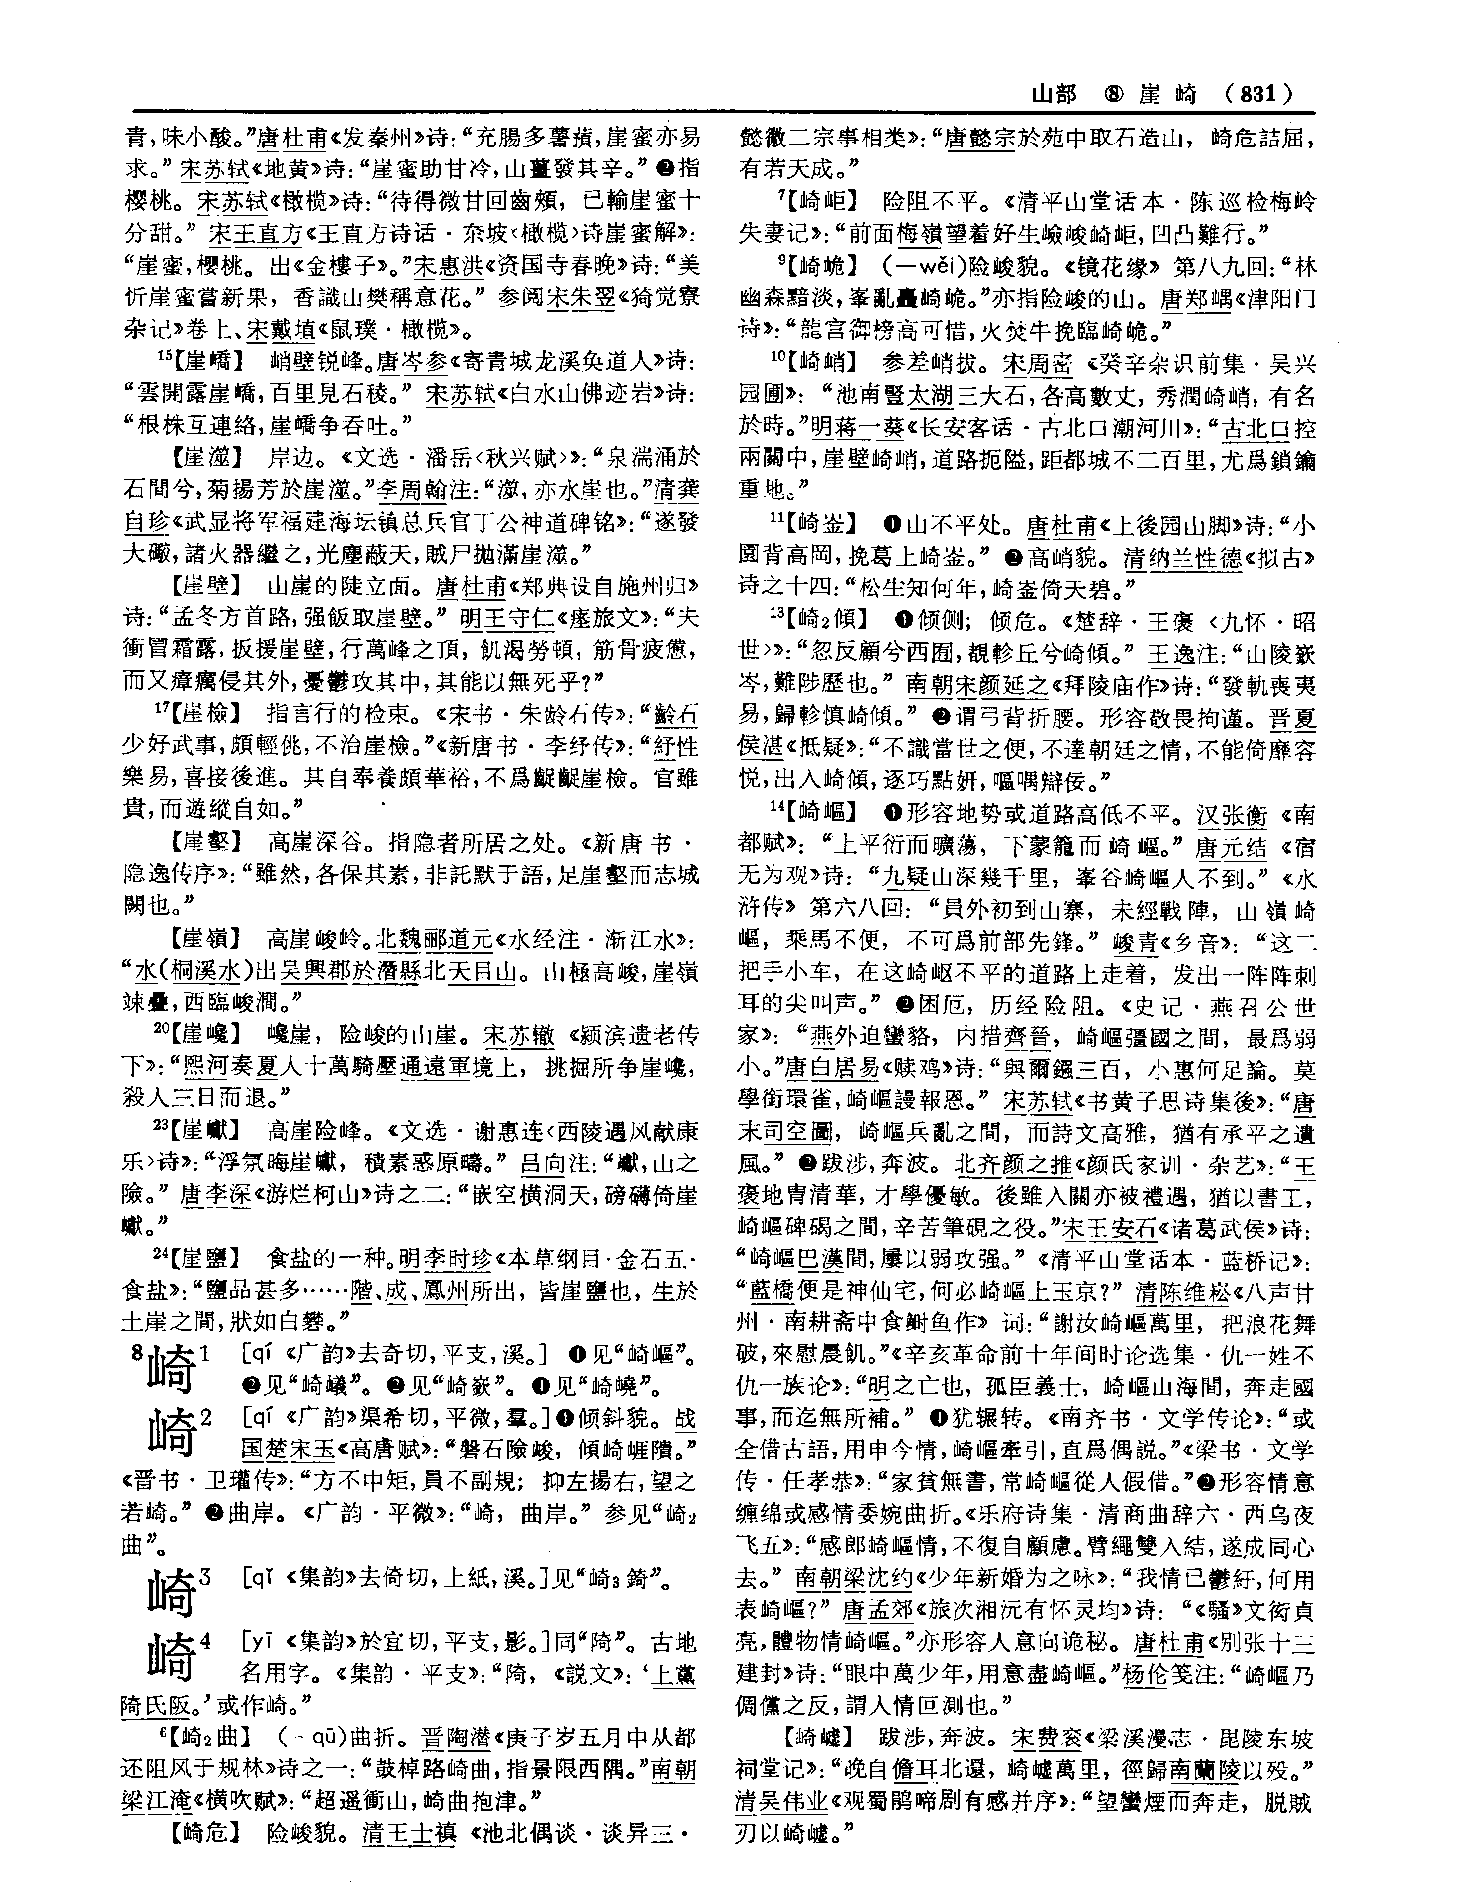 山部 ⑧ 崖 崎 （831）
青，味小酸。”唐杜甫《发秦州》诗：“充腸多薯蕷，崖蜜亦易
求。” 宋苏轼《地黄》诗：“崖蜜助甘冷，山薑發其辛。” ❷指
樱桃。 宋苏轼《橄榄》诗：“待得微甘回齒頰， 已輸崖蜜十
分甜。” 宋王直方《王直方诗话·东坡〈橄榄〉诗崖蜜解》：
“崖蜜，櫻桃。 出《金樓子》。”宋惠洪《资国寺春晚》诗：“美
忻崖蜜嘗新果， 香識山樊稱意花。” 参阅宋朱翌《猗觉寮
杂记》卷上、宋戴埴《鼠璞·橄榄》。
15【崖嶠】 峭壁锐峰。唐岑参《寄青城龙溪奂道人》诗：
“雲開露崖嶠，百里見石稜。” 宋苏轼《白水山佛迹岩》诗：
“根株互連絡，崖嶠争吞吐。”
【崖澨】 岸边。《文选·潘岳〈秋兴赋〉》：“泉湍涌於
石間兮，菊揚芳於崖澨。”李周翰注：“澨，亦水崖也。”清龚
自珍《武显将军福建海坛镇总兵官丁公神道碑铭》：“遂發
大礮，諸火器繼之，光塵蔽天，賊尸抛滿崖澨。”
【崖壁】 山崖的陡立面。唐杜甫《郑典设自施州归》
诗：“孟冬方首路，强飯取崖壁。” 明王守仁《瘗旅文》：“夫
衝冒霜露，扳援崖壁，行萬峰之頂， 飢渴勞頓， 筋骨疲憊，
而又瘴癘侵其外，憂鬱攻其中，其能以無死乎？”
17【崖檢】 指言行的检束。《宋书·朱龄石传》：“齡石
少好武事，頗輕佻，不治崖檢。”《新唐书·李纾传》：“紓性
樂易，喜接後進。 其自奉養頗華裕，不爲齪齪崖檢。 官雖
貴，而遊縱自如。”
【崖壑】 高崖深谷。指隐者所居之处。《新唐书·
隐逸传序》：“雖然，各保其素，非託默于語，足崖壑而志城
闕也。”
【崖嶺】 高崖峻岭。北魏郦道元《水经注·渐江水》：
“水（桐溪水）出吴興郡於潛縣北天目山。 山極高峻，崖嶺
竦疊，西臨峻澗。”
20【崖巉】 巉崖，险峻的山崖。宋苏辙《颍滨遗老传
下》：“熙河奏夏人十萬騎壓通遠軍境上， 挑掘所争崖巉，
殺人三日而退。”
23【崖巘】 高崖险峰。《文选·谢惠连〈西陵遇风献康
乐〉诗》：“浮氛晦崖巘， 積素惑原疇。” 吕向注：“巘，山之
險。” 唐李深《游烂柯山》诗之二：“嵌空横洞天，磅礴倚崖
巘。”
24【崖鹽】 食盐的一种。明李时珍《本草纲目·金石五·
食盐》：“鹽品甚多……階、成、鳳州所出， 皆崖鹽也， 生於
土崖之間，狀如白礬。”
8崎1 ［qí 《广韵》去奇切，平支，溪。］ ❶见“崎嶇”。
❷见“崎嶬”。 ❸见“崎嶔”。 ❹见“崎嶢”。
崎2 ［qí 《广韵》渠希切，平微，羣。］❶倾斜貌。 战
国楚宋玉《高唐赋》：“磐石險峻， 傾崎崕隤。”
《晋书·卫瓘传》：“方不中矩，員不副規； 抑左揚右，望之
若崎。” ❷曲岸。《广韵·平微》：“崎， 曲岸。” 参见“崎2
曲”。
崎3 ［qǐ 《集韵》去倚切，上紙，溪。］见“崎3錡”。
崎4 ［yī 《集韵》於宜切，平支，影。］同“陭”。 古地
名用字。《集韵·平支》：“陭，《説文》：‘上黨
陭氏阪。’或作崎。”
6【崎2曲】 （-qū）曲折。 晋陶潜《庚子岁五月中从都
还阻风于规林》诗之一：“鼓棹路崎曲，指景限西隅。”南朝
梁江淹《横吹赋》：“超遥衝山，崎曲抱津。”
【崎危】 险峻貌。 清王士禛《池北偶谈·谈异三·
懿徽二宗事相类》：“唐懿宗於苑中取石造山， 崎危詰屈，
有若天成。”
7【崎岠】 险阻不平。《清平山堂话本·陈巡检梅岭
失妻记》：“前面梅嶺望着好生嶮峻崎岠，凹凸難行。”
9【崎峗】 （—wěi）险峻貌。《镜花缘》第八九回：“林
幽森黯淡，峯亂矗崎峗。”亦指险峻的山。 唐郑嵎《津阳门
诗》：“龍宫御榜高可惜，火焚牛挽臨崎峗。”
10【崎峭】 参差峭拔。 宋周密《癸辛杂识前集·吴兴
园圃》： “池南豎太湖三大石，各高數丈， 秀潤崎峭， 有名
於時。”明蒋一葵《长安客话·古北口潮河川》：“古北口控
兩關中，崖壁崎峭，道路扼隘，距都城不二百里，尤爲鎖鑰
重地。”
11【崎崟】 ❶山不平处。 唐杜甫《上後园山脚》诗：“小
園背高岡，挽葛上崎崟。” ❷高峭貌。 清纳兰性德《拟古》
诗之十四：“松生知何年，崎崟倚天碧。”
13【崎2傾】 ❶倾侧； 倾危。《楚辞·王褒〈九怀·昭
世〉》：“忽反顧兮西囿，覩軫丘兮崎傾。” 王逸注：“山陵嶔
岑，難陟歷也。” 南朝宋颜延之《拜陵庙作》诗：“發軌喪夷
易，歸軫慎崎傾。” ❷谓弓背折腰。 形容敬畏拘谨。 晋夏
侯湛《抵疑》：“不識當世之便，不達朝廷之情，不能倚靡容
悦，出入崎傾，逐巧點妍，嘔喁辯佞。”
14【崎嶇】 ❶形容地势或道路高低不平。 汉张衡《南
都赋》： “上平衍而曠蕩， 下蒙籠而崎嶇。” 唐元结《宿
无为观》诗： “九疑山深幾千里， 峯谷崎嶇人不到。” 《水
浒传》第六八回： “員外初到山寨， 未經戰陣， 山嶺崎
嶇， 乘馬不便， 不可爲前部先鋒。” 峻青《乡音》： “这一
把手小车， 在这崎岖不平的道路上走着， 发出一阵阵刺
耳的尖叫声。” ❷困厄， 历经险阻。《史记·燕召公世
家》： “燕外迫蠻貉， 内措齊晉， 崎嶇彊國之間， 最爲弱
小。”唐白居易《赎鸡》诗：“與爾鏹三百， 小惠何足論。 莫
學銜環雀，崎嶇謾報恩。” 宋苏轼《书黄子思诗集後》：“唐
末司空圖， 崎嶇兵亂之間， 而詩文高雅， 猶有承平之遺
風。” ❸跋涉，奔波。 北齐颜之推《颜氏家训·杂艺》：“王
褒地胄清華，才學優敏。 後雖入關亦被禮遇， 猶以書工，
崎嶇碑碣之間，辛苦筆硯之役。”宋王安石《诸葛武侯》诗：
“崎嶇巴漢間，屢以弱攻强。”《清平山堂话本·蓝桥记》：
“藍橋便是神仙宅，何必崎嶇上玉京？” 清陈维崧《八声甘
州·南耕斋中食鲥鱼作》 词：“謝汝崎嶇萬里， 把浪花舞
破，來慰晨飢。”《辛亥革命前十年间时论选集·仇一姓不
仇一族论》：“明之亡也， 孤臣義士， 崎嶇山海間， 奔走國
事，而迄無所補。” ❹犹辗转。《南齐书·文学传论》：“或
全借古語，用申今情，崎嶇牽引，直爲偶説。”《梁书·文学
传·任孝恭》：“家貧無書，常崎嶇從人假借。”❺形容情意
缠绵或感情委婉曲折。《乐府诗集·清商曲辞六·西乌夜
飞五》：“感郎崎嶇情，不復自顧慮。臂繩雙入結，遂成同心
去。” 南朝梁沈约《少年新婚为之咏》：“我情已鬱紆，何用
表崎嶇？” 唐孟郊《旅次湘沅有怀灵均》诗： “《騷》文衒貞
亮，體物情崎嶇。”亦形容人意向诡秘。 唐杜甫《别张十三
建封》诗：“眼中萬少年，用意盡崎嶇。”杨伦笺注：“崎嶇乃
倜儻之反，謂人情叵測也。”
【崎嶟】 跋涉，奔波。 宋费衮《梁溪漫志·毘陵东坡
祠堂记》：“晚自儋耳北還， 崎嶇萬里， 徑歸南蘭陵以殁。”
清吴伟业《观蜀鹃啼剧有感并序》：“望蠻煙而奔走， 脱賊
刃以崎嶇。”